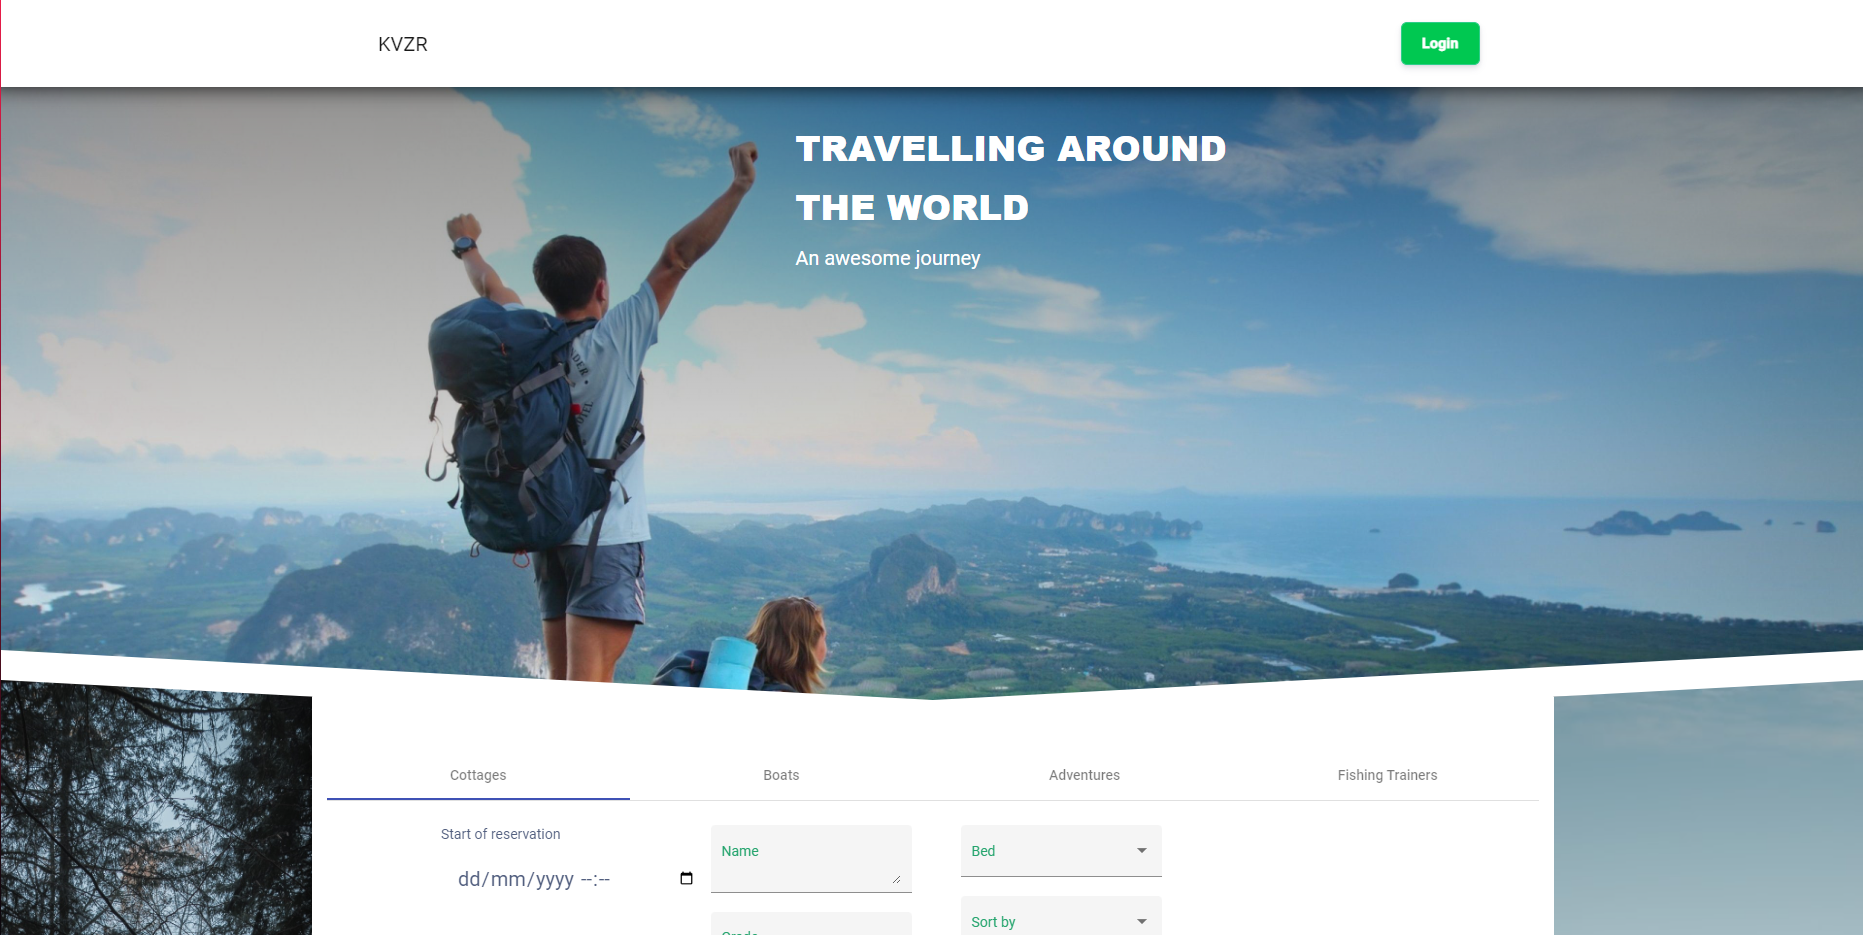 KVZR
Login
TRAVELLING AROUND
THE WORLD
An awesome journey
Cottages
Boats
Adventures
Fishing Trainers
Start of reservation
dd/mm/yyyy --:--
Name
Bed
Sort by